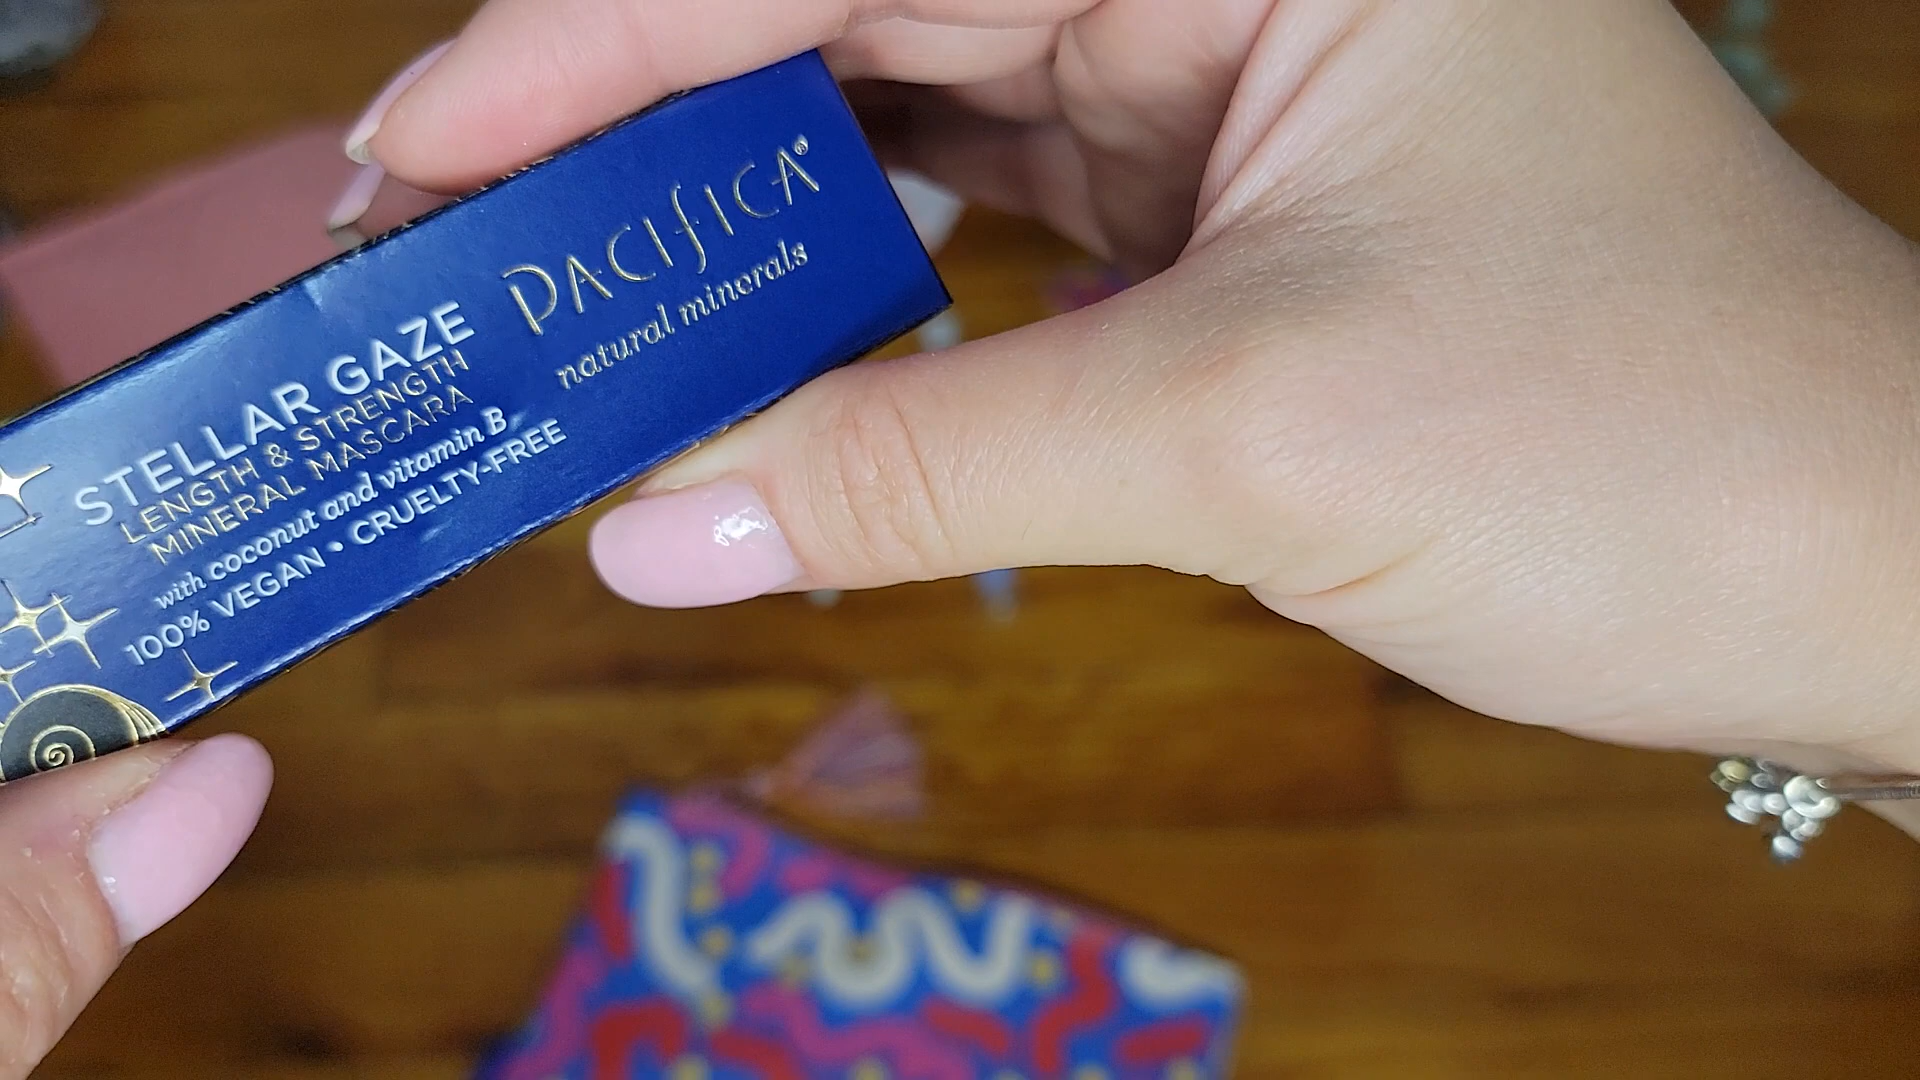 PACIFICA®
natural minerals
STELLAR GAZE
LENGTH & STRENGTH
MINERAL MASCARA
with coconut and vitamin B
100% VEGAN • CRUELTY-FREE